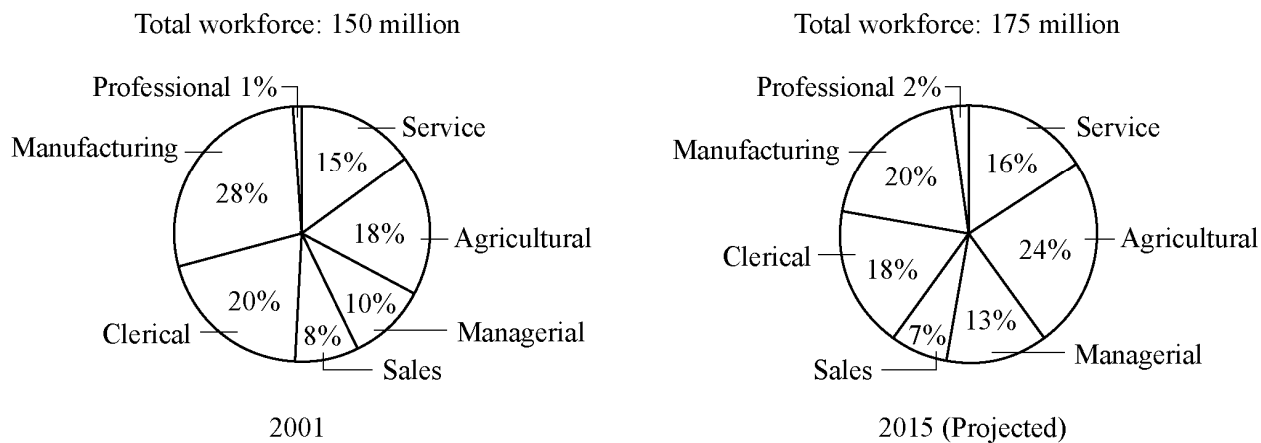 Total workforce: 150 million
Professional 1%
Service
Manufacturing
15%
28%
18%
Agricultural
20%
10%
Clerical
8%
Managerial
Sales
2001
Total workforce: 175 million
Professional 2%
Service
Manufacturing
16%
20%
Clerical
18%
24%
Agricultural
13%
7%
Managerial
Sales
2015 (Projected)